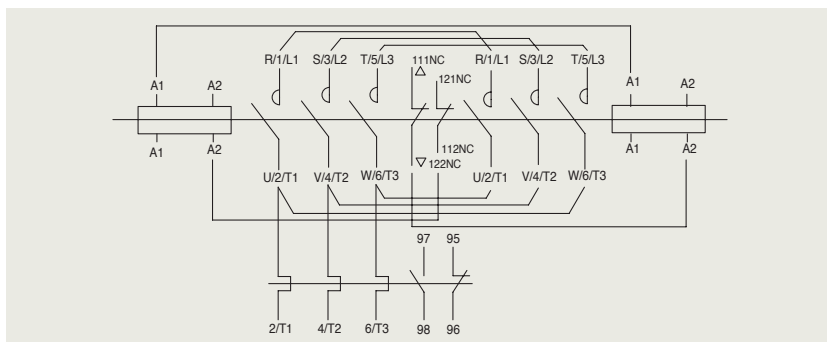 R/1/L1 S/3/L2 T/5/L3 111NC R/1/L1 S/3/L2 T/5/L3
A1 A2 121NC A1 A2
A1 A2 112NC A1 A2
122NC
U/2/T1 V/4/T2 W/6/T3 U/2/T1 V/4/T2 W/6/T3
97 95
2/T1 4/T2 6/T3 98 96